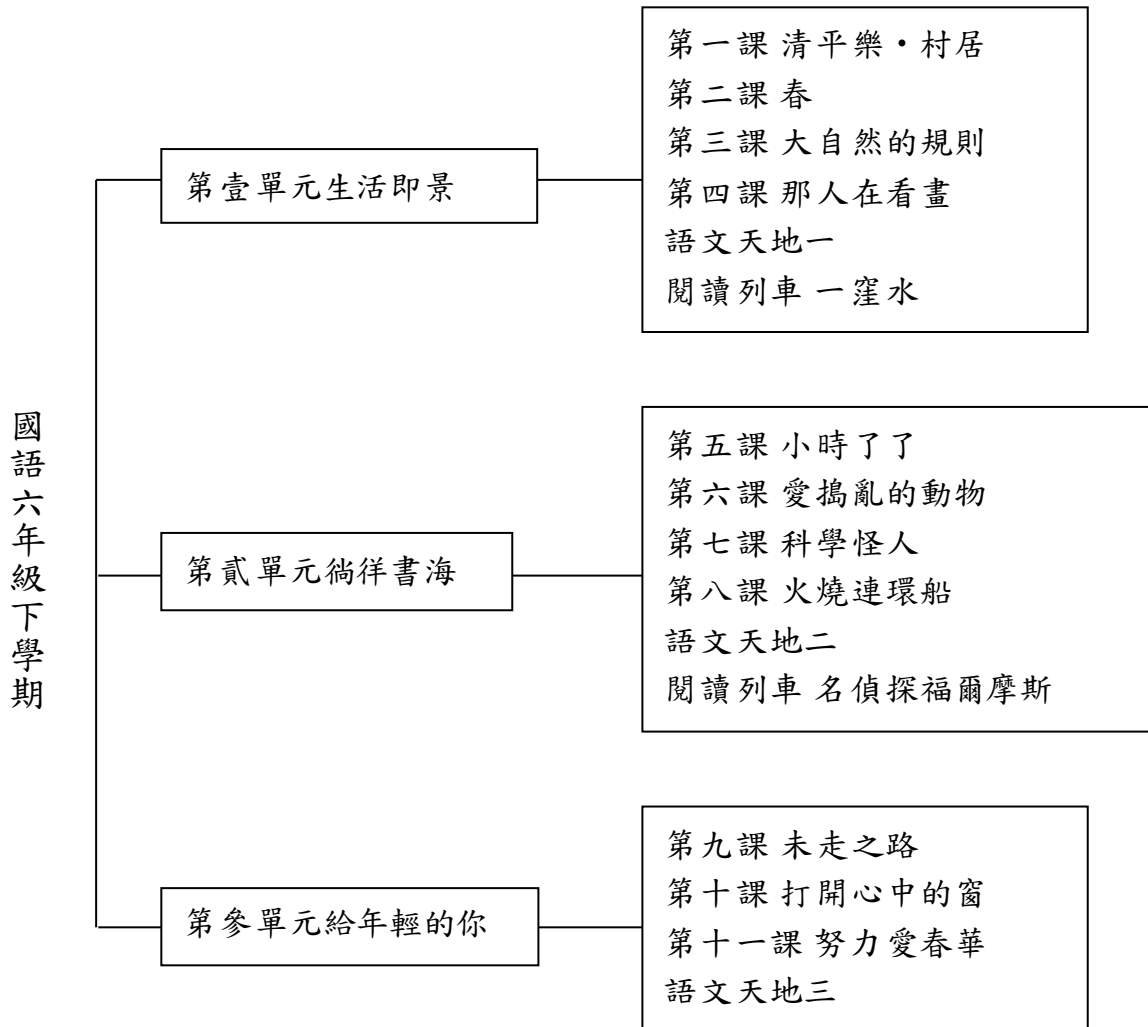 國語六年級下學期
第壹單元生活即景
第一課 清平樂・村居
第二課 春
第三課 大自然的規則
第四課 那人在看畫
語文天地一
閱讀列車 一窪水
第貳單元徜徉書海
第五課 小時了了
第六課 愛搗亂的動物
第七課 科學怪人
第八課 火燒連環船
語文天地二
閱讀列車 名偵探福爾摩斯
第參單元給年輕的你
第九課 未走之路
第十課 打開心中的窗
第十一課 努力愛春華
語文天地三